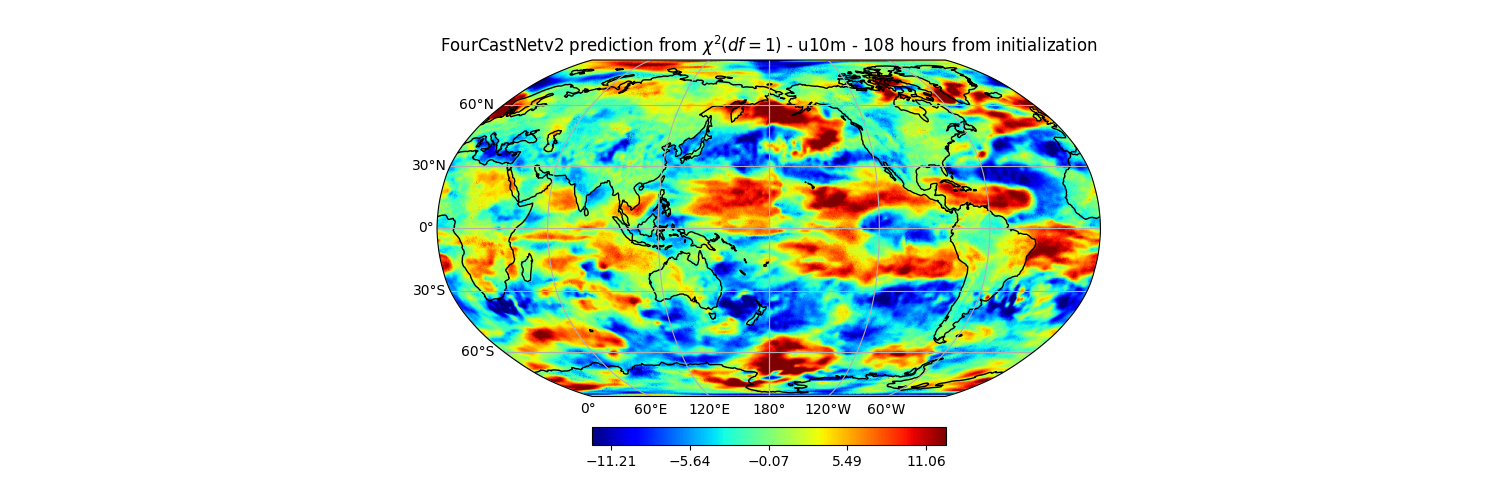 FourCastNetv2 prediction from χ²(df = 1) - u10m - 108 hours from initialization
60°N
30°N
0°
30°S
60°S
0° 60°E 120°E 180° 120°W 60°W
−11.21 −5.64 −0.07 5.49 11.06